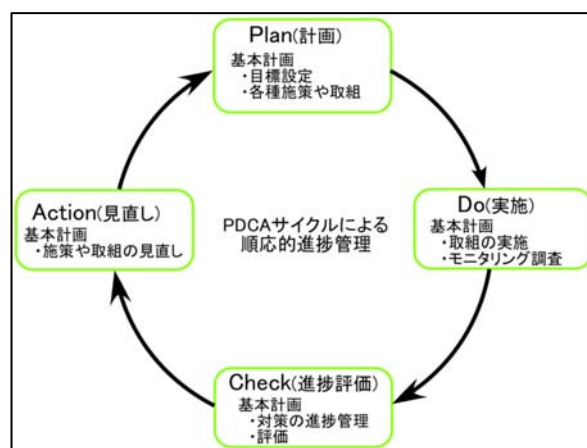 Plan(計画)
基本計画
・目標設定
・各種施策や取組
Do(実施)
基本計画
・取組の実施
・モニタリング調査
Check(進捗評価)
基本計画
・対策の進捗管理
・評価
Action(見直し)
基本計画
・施策や取組の見直し
PDCAサイクルによる
順応的進捗管理